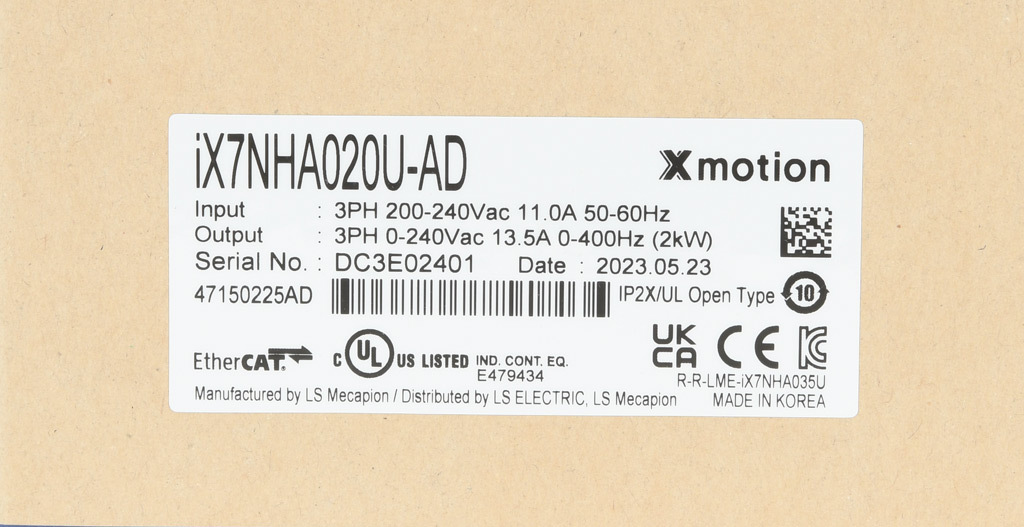 iX7NHA020U-AD
Xmotion
Input : 3PH 200-240Vac 11.0A 50-60Hz
Output : 3PH 0-240Vac 13.5A 0-400Hz (2kW)
Serial No. : DC3E02401 Date : 2023.05.23
47150225AD IP2X/UL Open Type 10
EtherCAT® C UL US LISTED IND. CONT. EQ.
E479434
UK CA CE KC
R-R-LME-iX7NHA035U
Manufactured by LS Mecapion / Distributed by LS ELECTRIC, LS Mecapion MADE IN KOREA